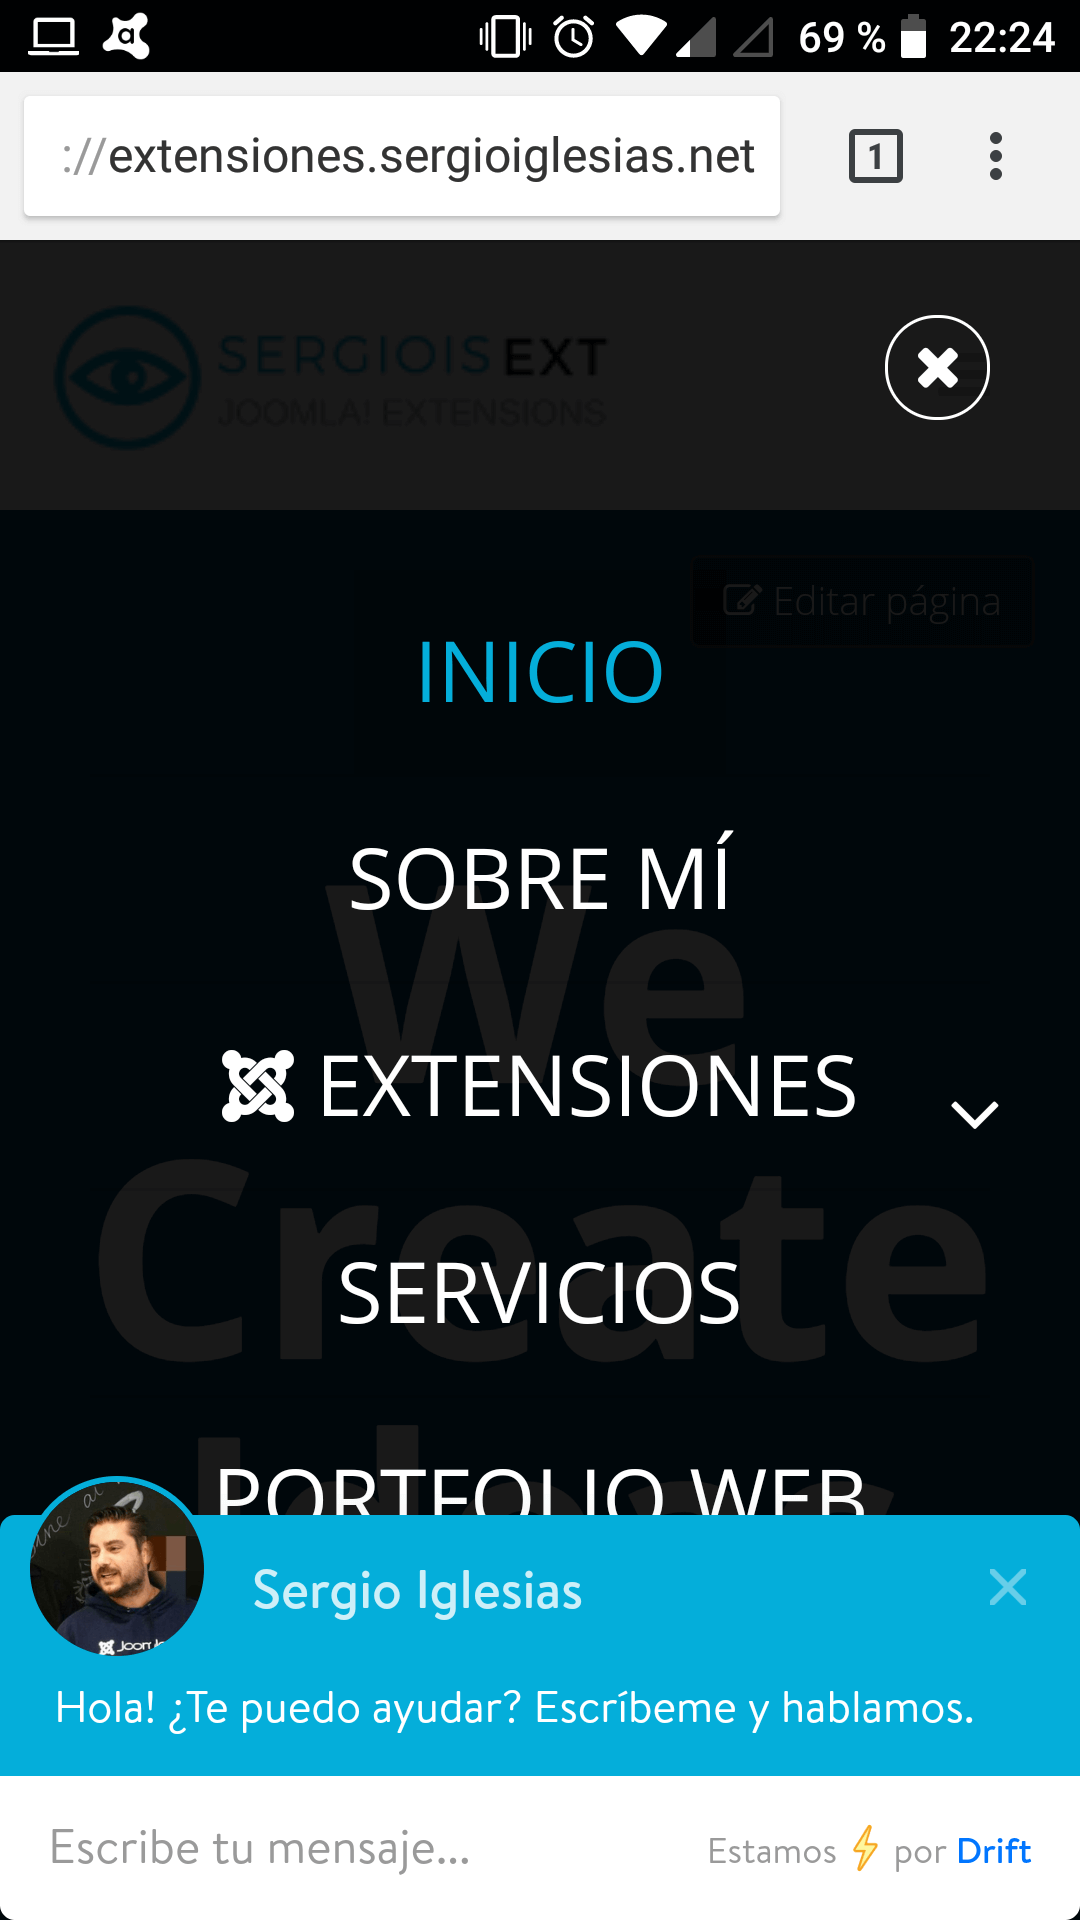 69 % 22:24
://extensiones.sergioiglesias.net 1
SERGIOIS EXT
JOOMLA! EXTENSIONS
Editar página
INICIO
SOBRE MÍ
We
EXTENSIONES
Create
SERVICIOS
PORTFOLIO WEB
Sergio Iglesias
Hola! ¿Te puedo ayudar? Escríbeme y hablamos.
Escribe tu mensaje... Estamos ⚡ por Drift